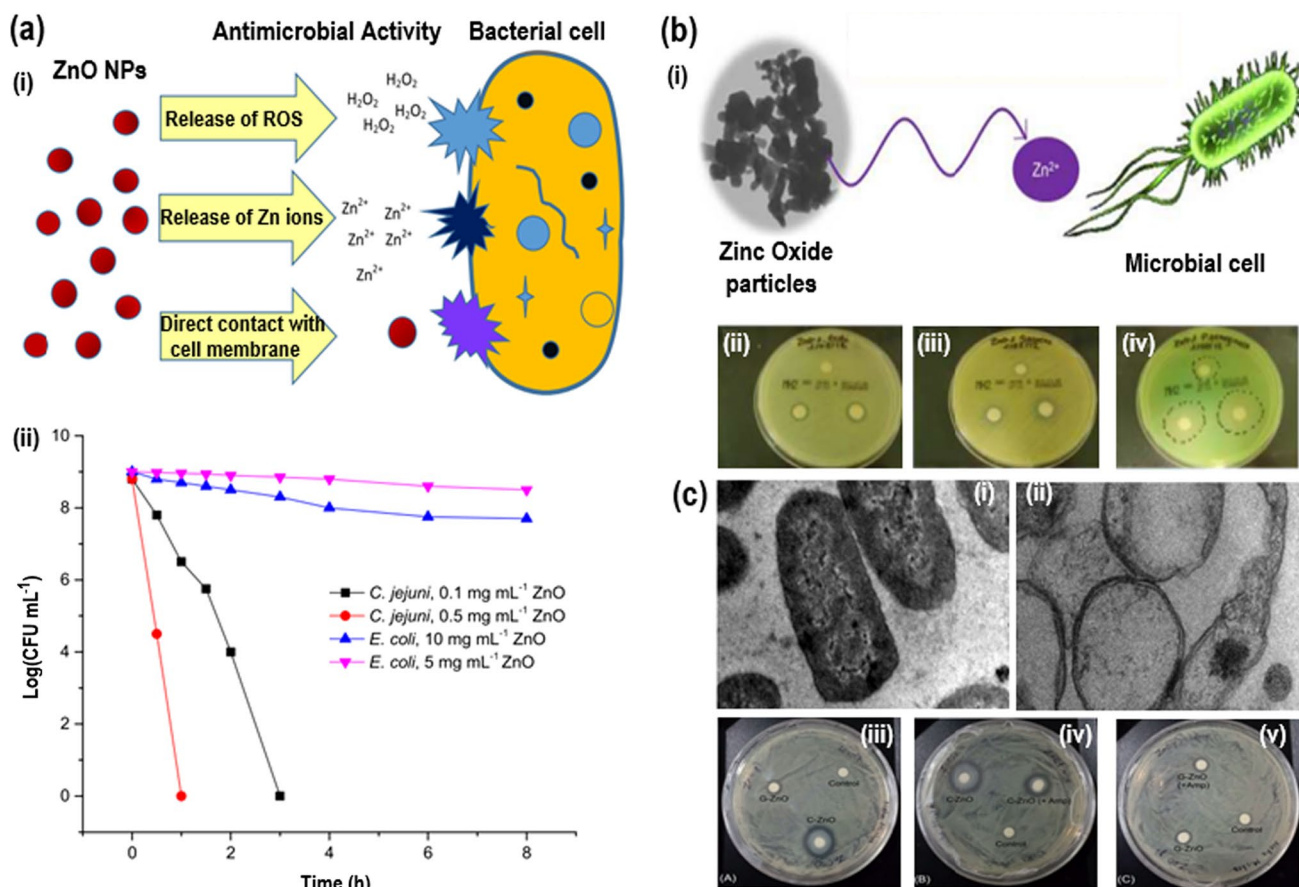 (a)
(i)
ZnO NPs
Antimicrobial Activity
Bacterial cell
Release of ROS
H₂O₂
H₂O₂
H₂O₂
H₂O₂
H₂O₂
Release of Zn ions
Zn²⁺ Zn²⁺
Zn²⁺ Zn²⁺
Zn²⁺
Direct contact with
cell membrane
(ii)
Log(CFU mL⁻¹)
10
9
8
6
4
2
0
C. jejuni, 0.1 mg mL⁻¹ ZnO
C. jejuni, 0.5 mg mL⁻¹ ZnO
E. coli, 10 mg mL⁻¹ ZnO
E. coli, 5 mg mL⁻¹ ZnO
0 2 4 6 8
Time (h)
(b)
(i)
Zn²⁺
Zinc Oxide
particles
Microbial cell
(ii)
(iii)
(iv)
(c)
(i)
(ii)
(iii)
Control
G-ZnO
C-ZnO
(A)
(iv)
C-ZnO
C-ZnO (+ Amp)
Control
(B)
(v)
G-ZnO
(+Amp)
Control
G-ZnO
(C)